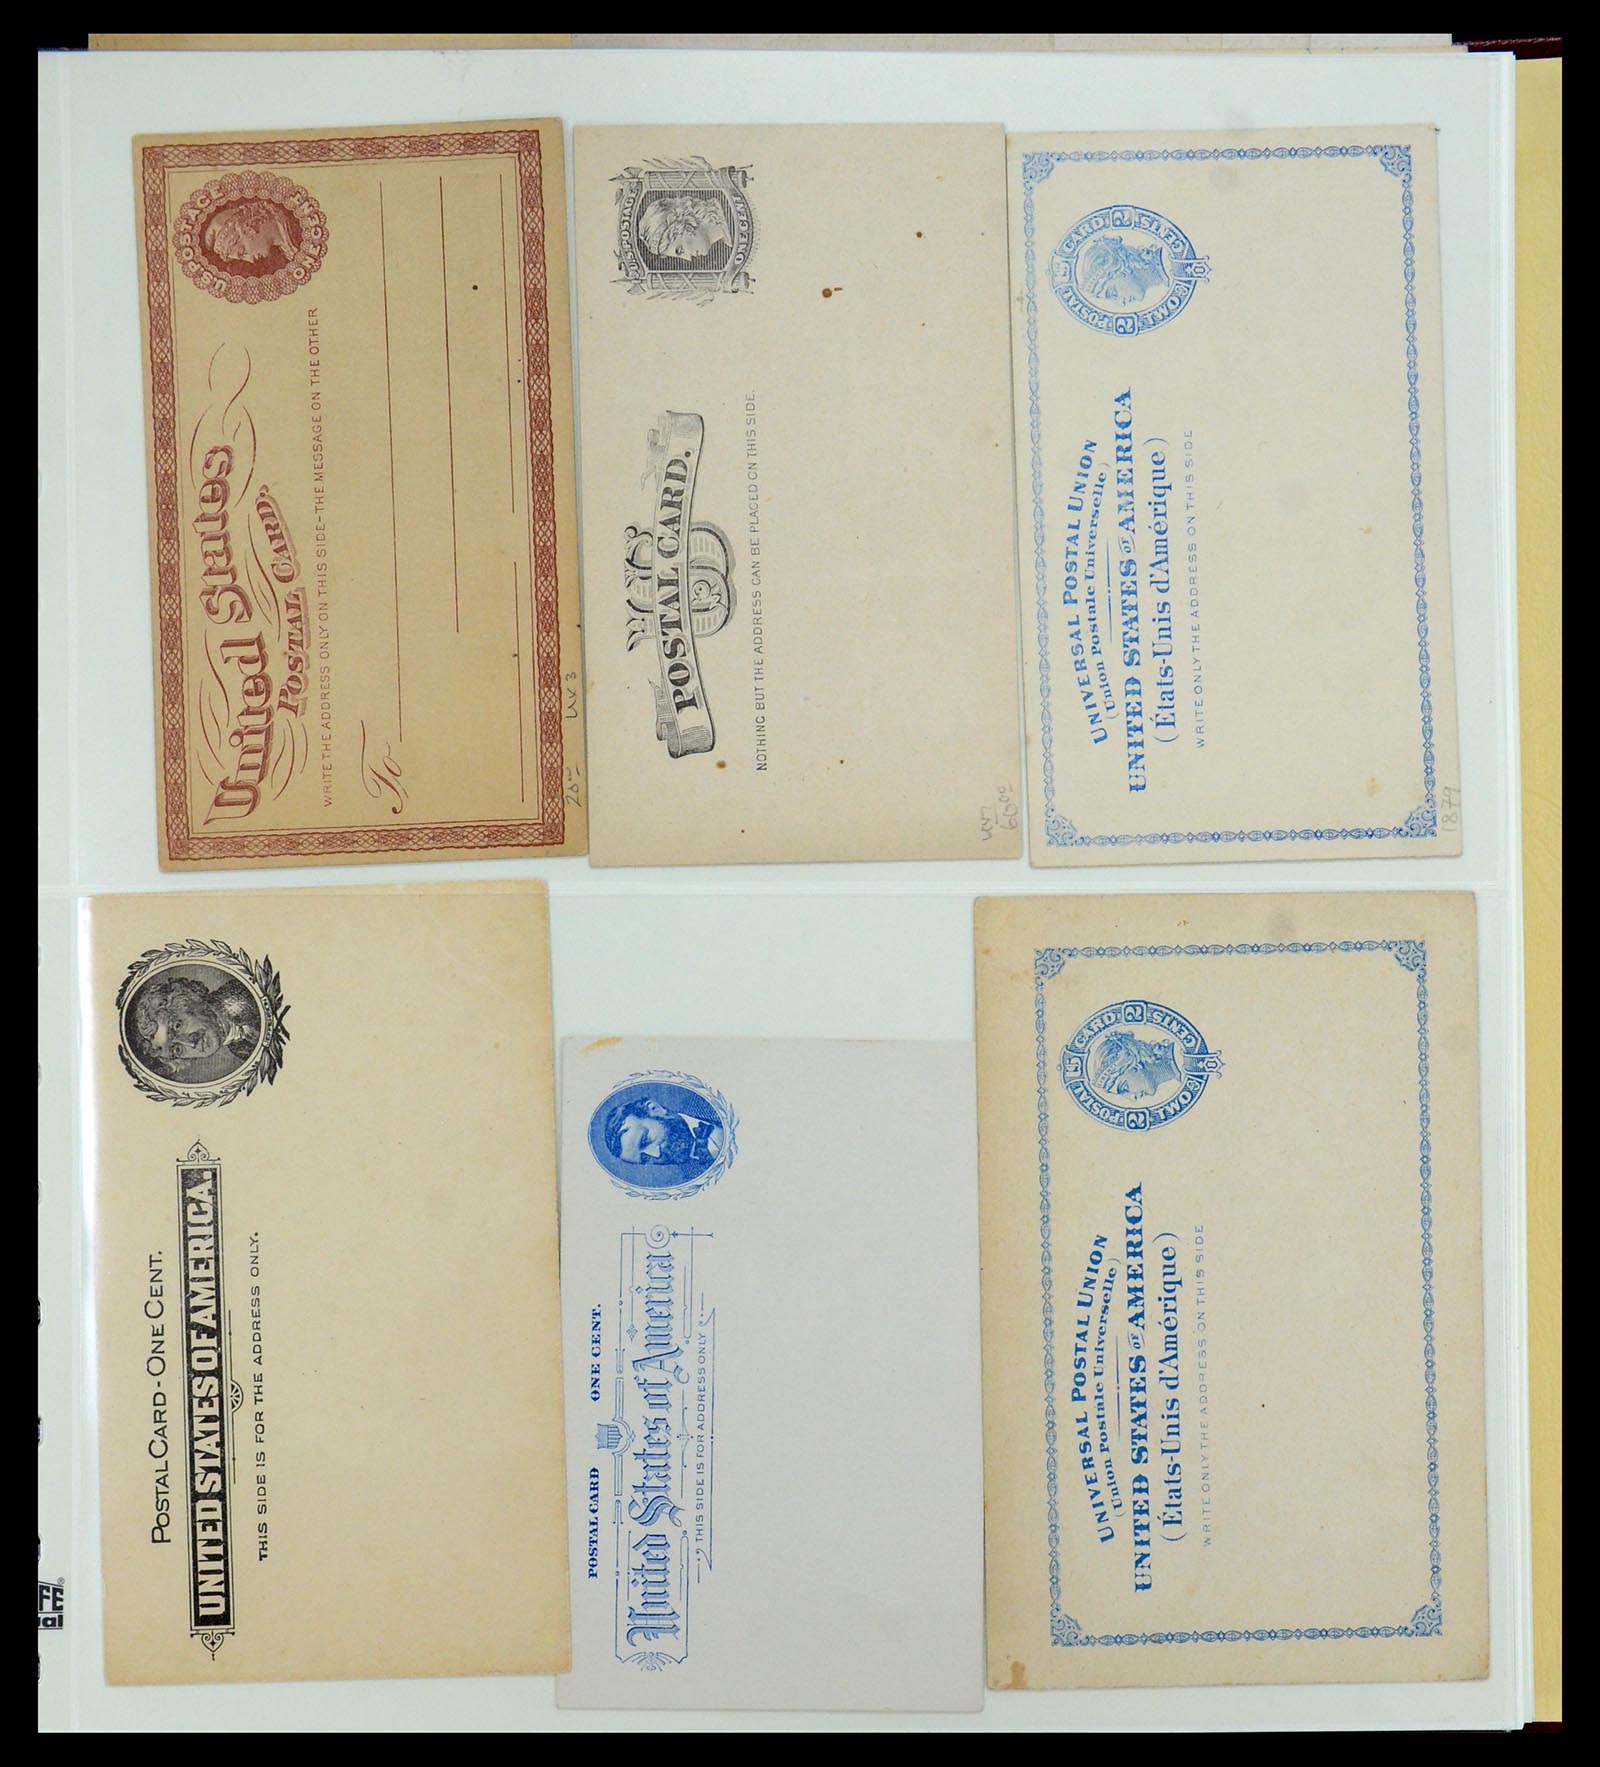 U.S. POSTAGE
ONE CENT
United States
POSTAL CARD.
WRITE THE ADDRESS ONLY ON THIS SIDE-THE MESSAGE ON THE OTHER
To
U.S. POSTAGE
ONE CENT
POSTAL CARD.
NOTHING BUT THE ADDRESS CAN BE PLACED ON THIS SIDE.
U.S. POSTAL CARD
2 CENTS 2
UNIVERSAL POSTAL UNION
(Union Postale Universelle)
UNITED STATES OF AMERICA
(États-Unis d'Amérique)
WRITE ONLY THE ADDRESS ON THIS SIDE
1879
POSTAL CARD-ONE CENT.
UNITED STATES OF AMERICA.
THIS SIDE IS FOR THE ADDRESS ONLY.
POSTAL CARD ONE CENT.
United States of America
THIS SIDE IS FOR ADDRESS ONLY
U.S. POSTAL CARD
2 CENTS 2
UNIVERSAL POSTAL UNION
(Union Postale Universelle)
UNITED STATES OF AMERICA
(États-Unis d'Amérique)
WRITE ONLY THE ADDRESS ON THIS SIDE